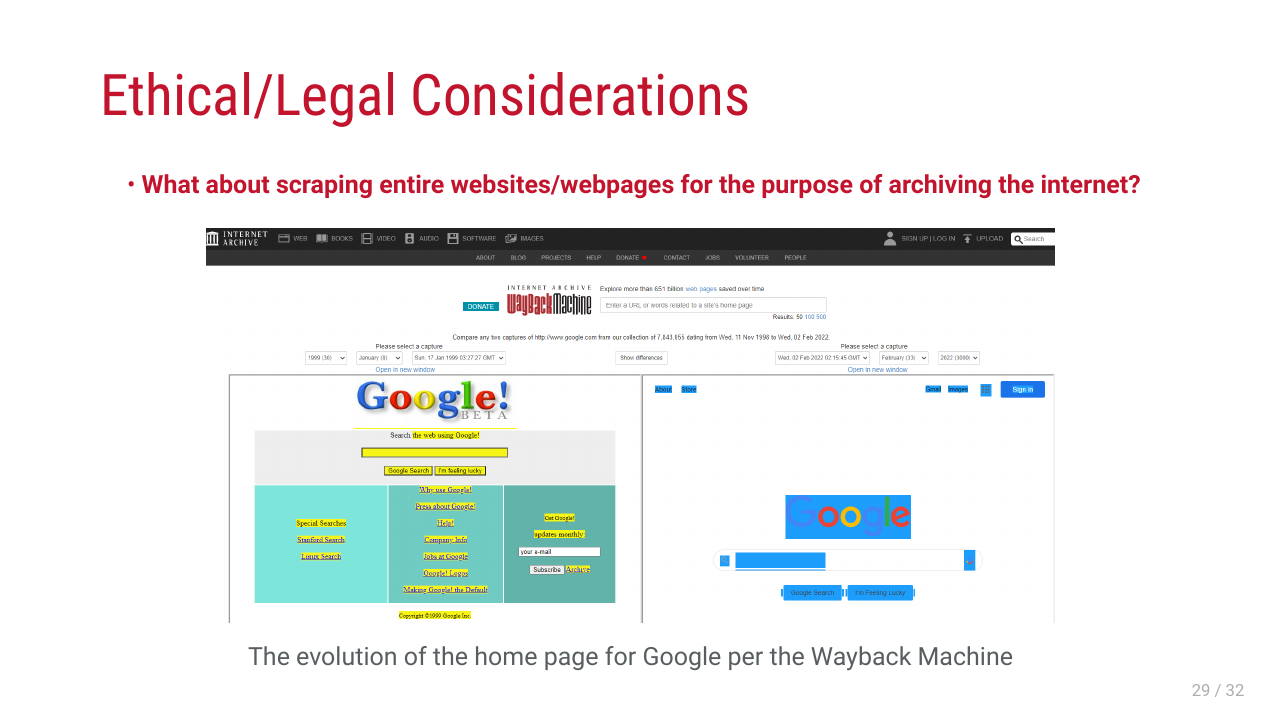 Ethical/Legal Considerations
• What about scraping entire websites/webpages for the purpose of archiving the internet?
INTERNET ARCHIVE WEB BOOKS VIDEO AUDIO SOFTWARE IMAGES SIGN UP | LOG IN UPLOAD Search
ABOUT BLOG PROJECTS HELP DONATE CONTACT JOBS VOLUNTEER PEOPLE
INTERNET ARCHIVE
WayBackMachine
DONATE
Explore more than 651 billion web pages saved over time
Enter a URL or words related to a site's home page
Results: 50 100 500
Compare any two captures of http://www.google.com from our collection of 7,043,055 dating from Wed, 11 Nov 1998 to Wed, 02 Feb 2022.
Please select a capture
1999 (30) January (8) Sun, 17 Jan 1999 03:27:27 GMT
Open in new window
Show differences
Please select a capture
Wed, 02 Feb 2022 02:15:45 GMT February (33) 2022 (3000)
Open in new window
Google!
BETA
Search the web using Google!
Google Search I'm feeling lucky
Special Searches
Stanford Search
Linux Search
Why use Google!
Press about Google!
Help!
Company Info
Jobs at Google
Google! Logos
Making Google! the Default
Get Google!
updates monthly:
your e-mail
Subscribe Archive
Copyright ©1999 Google Inc.
About Store Gmail Images Sign in
Google
Google Search I'm Feeling Lucky
The evolution of the home page for Google per the Wayback Machine
29 / 32